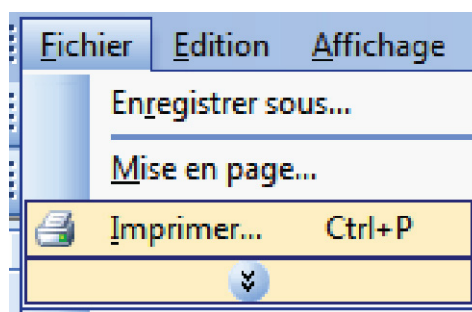 Fichier Edition Affichage
Enregistrer sous...
Mise en page...
Imprimer... Ctrl+P